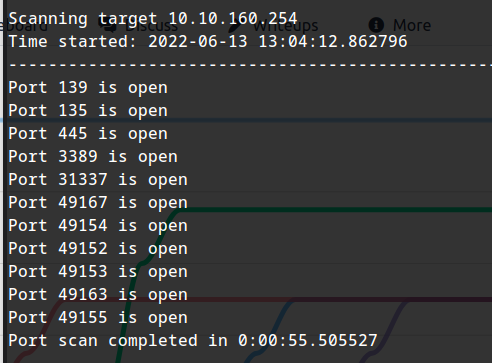 Scanning target 10.10.160.254
Discuss Writeups More
Time started: 2022-06-13 13:04:12.862796
--------------------------------------------------
Port 139 is open
Port 135 is open
Port 445 is open
Port 3389 is open
Port 31337 is open
Port 49167 is open
Port 49154 is open
Port 49152 is open
Port 49153 is open
Port 49163 is open
Port 49155 is open
Port scan completed in 0:00:55.505527